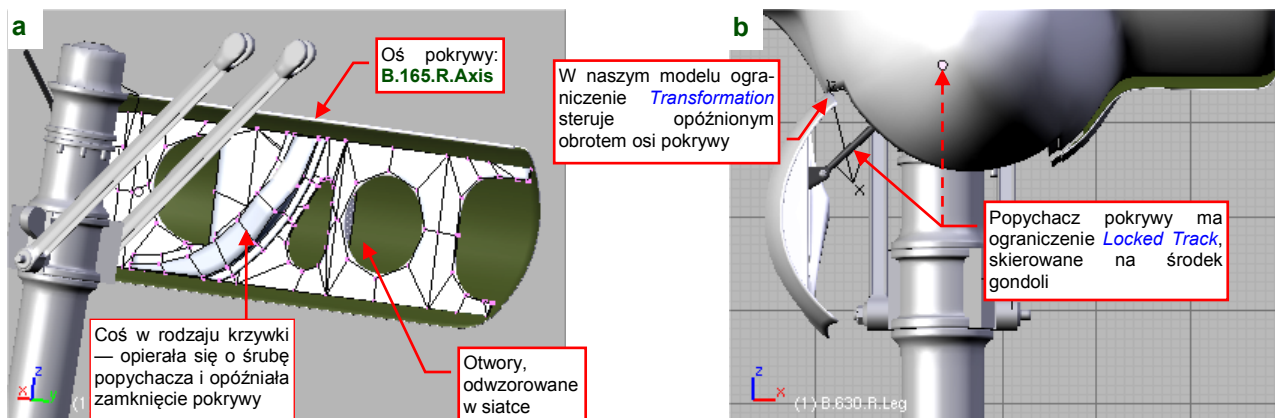 a
Oś pokrywy:
B.165.R.Axis
Coś w rodzaju krzywki
— opierała się o śrubę
popychacza i opóźniała
zamknięcie pokrywy
Otwory,
odwzorowane
w siatce
x
z
y
(1
b
W naszym modelu ogra-
niczenie Transformation
steruje opóźnionym
obrotem osi pokrywy
Popychacz pokrywy ma
ograniczenie Locked Track,
skierowane na środek
gondoli
z
x
(1) B.630.R.Leg